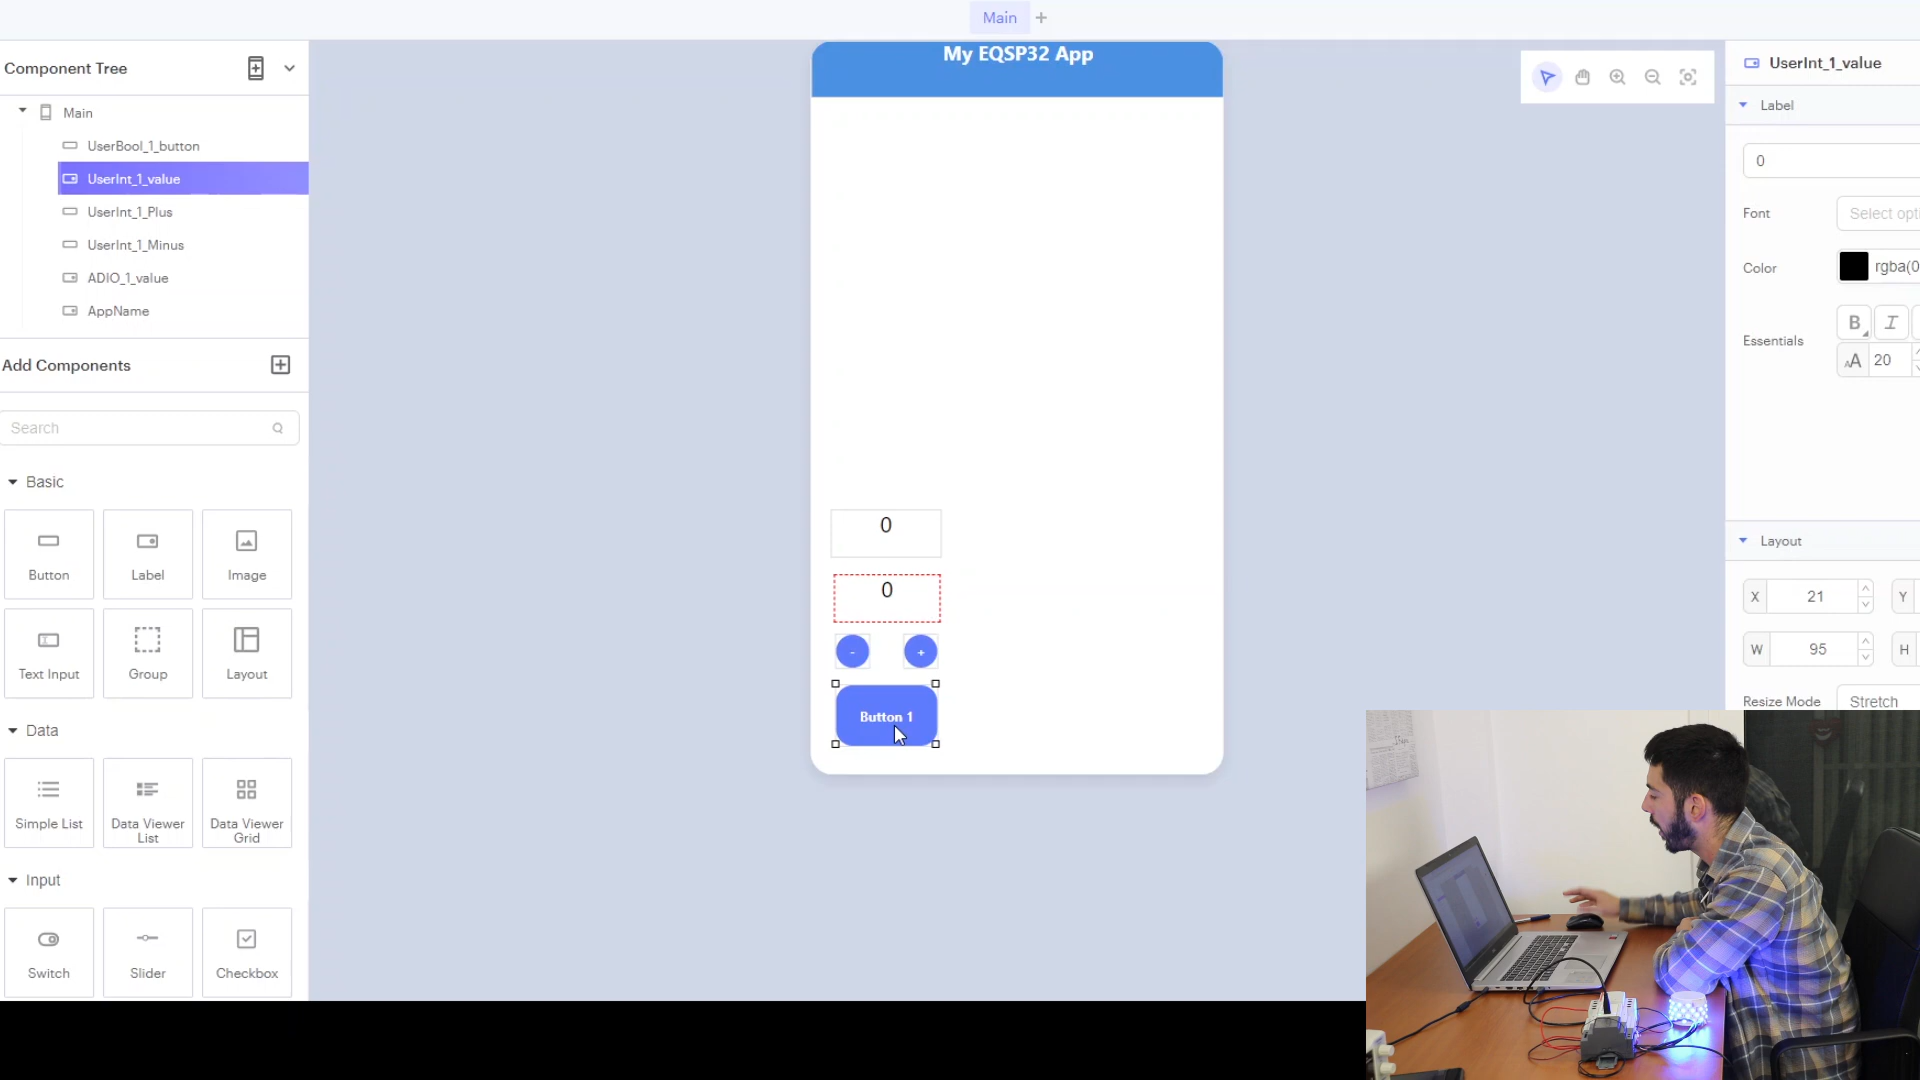 Main +
Component Tree
Main
UserBool_1_button
UserInt_1_value
UserInt_1_Plus
UserInt_1_Minus
ADIO_1_value
AppName
Add Components
Search
Basic
Button
Label
Image
Text Input
Group
Layout
Data
Simple List
Data Viewer
List
Data Viewer
Grid
Input
Switch
Slider
Checkbox
My EQSP32 App
0
0
- +
Button 1
UserInt_1_value
Label
0
Font
Select opti
Color
rgba(0
Essentials
B I
AA 20
Layout
X 21 Y
W 95 H
Resize Mode
Stretch